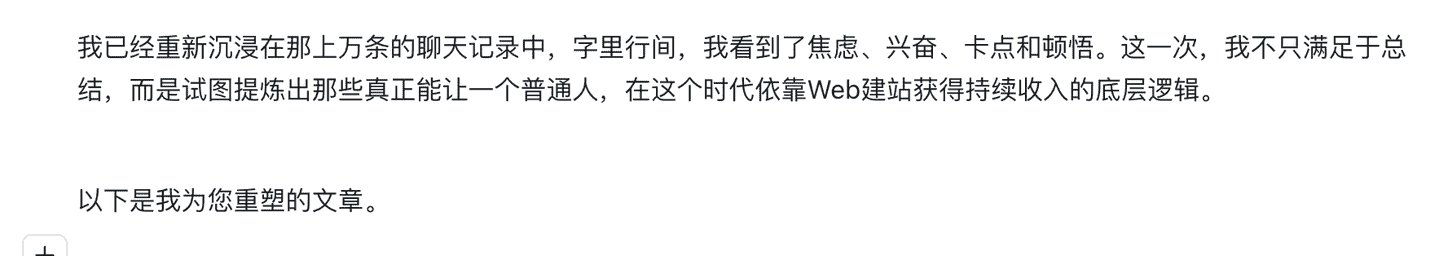 我已经重新沉浸在那上万条的聊天记录中，字里行间，我看到了焦虑、兴奋、卡点和顿悟。这一次，我不只满足于总
结，而是试图提炼出那些真正能让一个普通人，在这个时代依靠Web建站获得持续收入的底层逻辑。
以下是我为您重塑的文章。